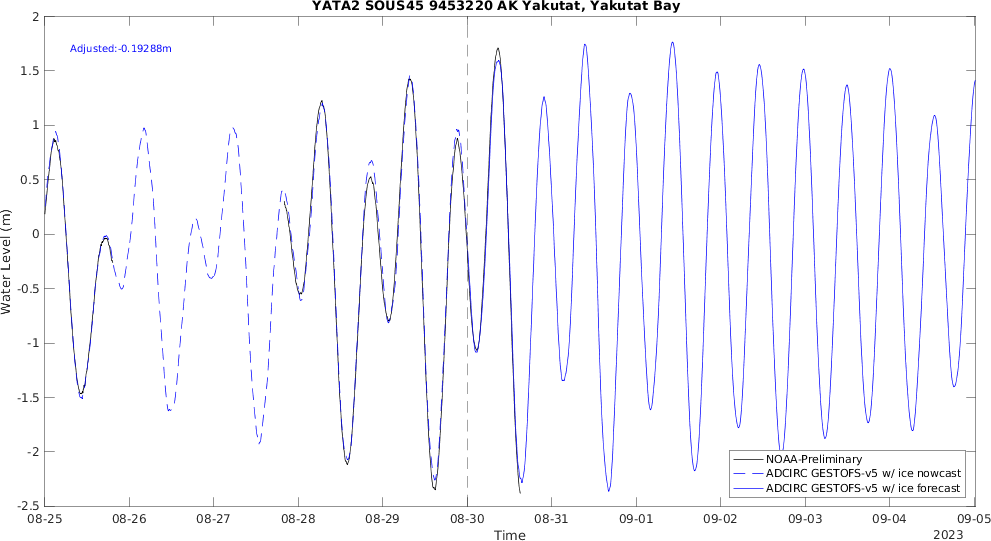 YATA2 SOUS45 9453220 AK Yakutat, Yakutat Bay
Adjusted:-0.19288m
2
1.5
1
0.5
0
-0.5
-1
-1.5
-2
-2.5
Water Level (m)
NOAA-Preliminary
ADCIRC GESTOFS-v5 w/ ice nowcast
ADCIRC GESTOFS-v5 w/ ice forecast
08-25 08-26 08-27 08-28 08-29 08-30 08-31 09-01 09-02 09-03 09-04 09-05
Time
2023